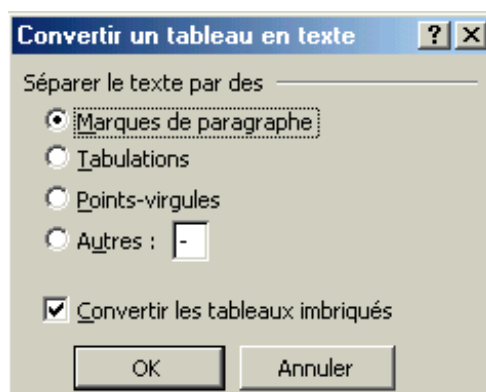 Convertir un tableau en texte
Séparer le texte par des
Marques de paragraphe
Tabulations
Points-virgules
Autres : -
Convertir les tableaux imbriqués
OK Annuler